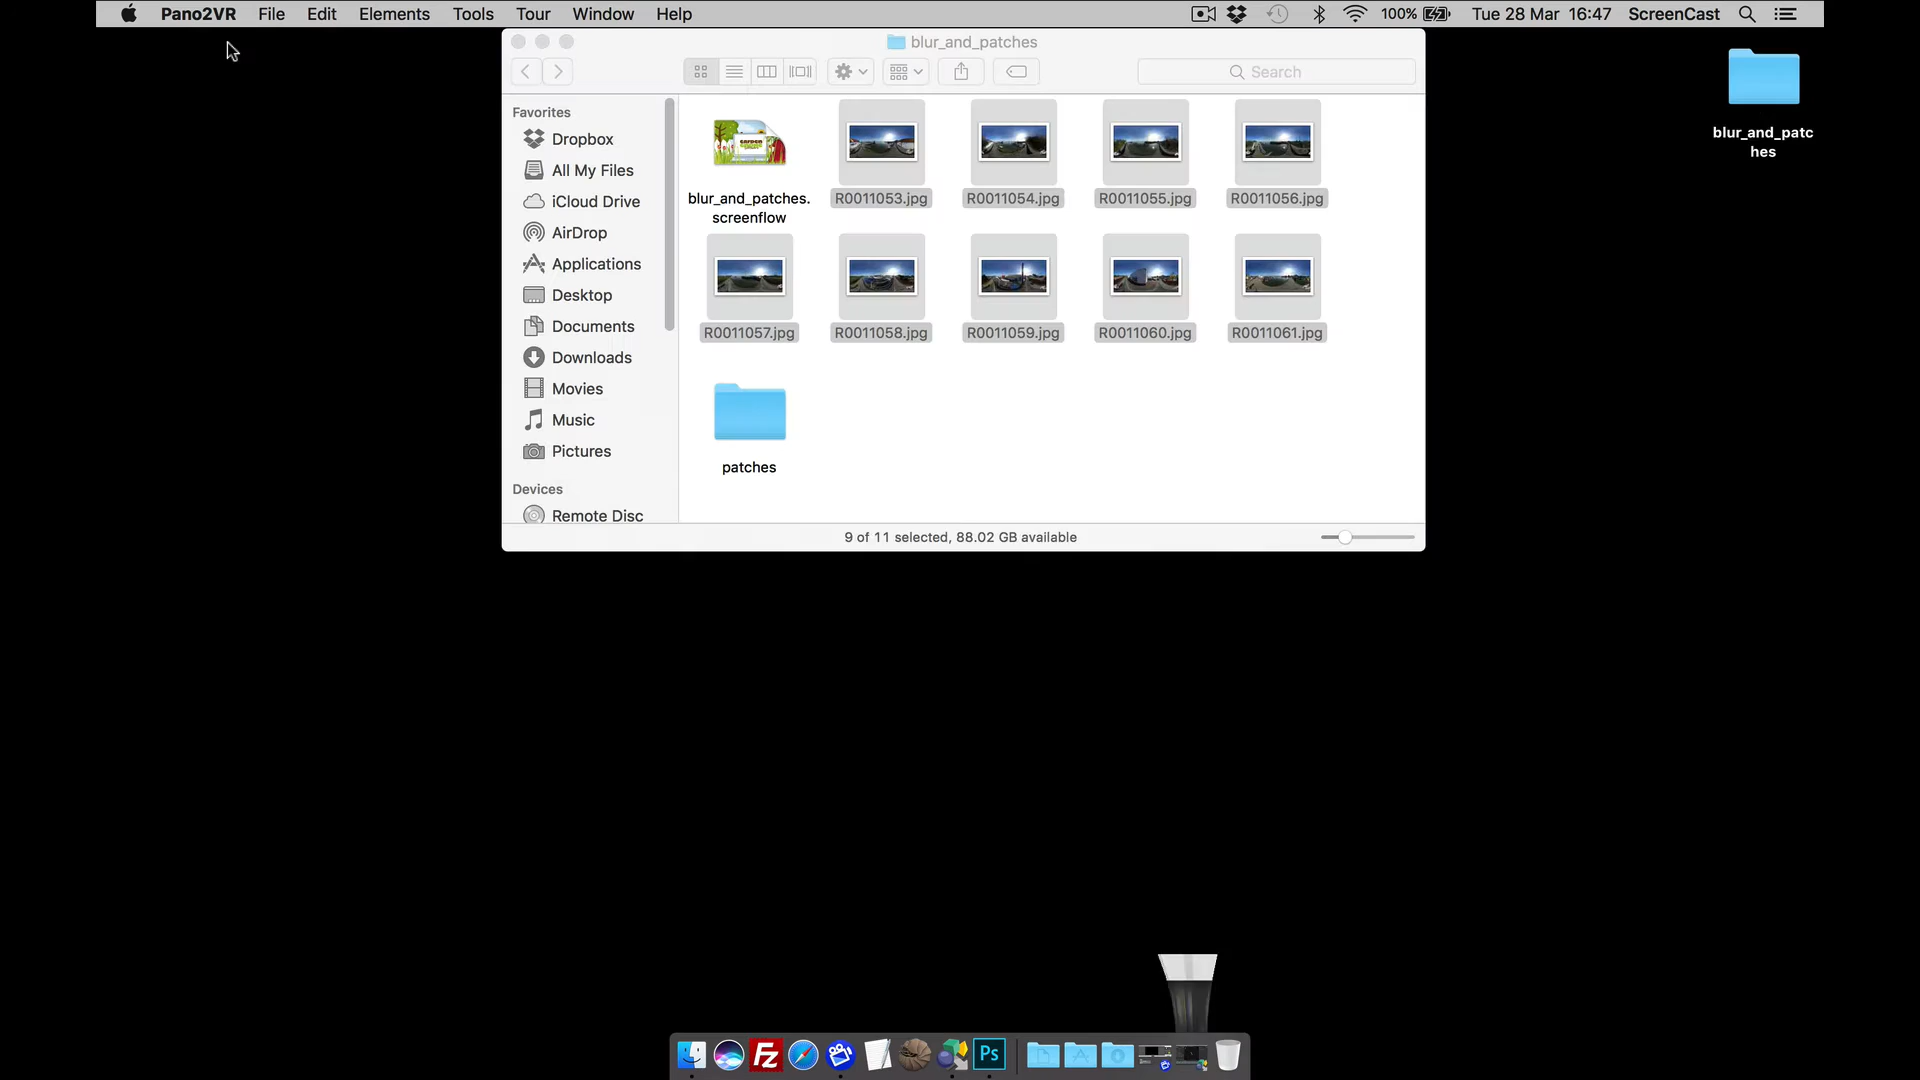 Pano2VR File Edit Elements Tools Tour Window Help 100% Tue 28 Mar 16:47 ScreenCast
blur_and_patches
Search
Favorites
Dropbox
All My Files
iCloud Drive
AirDrop
Applications
Desktop
Documents
Downloads
Movies
Music
Pictures
Devices
Remote Disc
blur_and_patches.
screenflow
R0011053.jpg
R0011054.jpg
R0011055.jpg
R0011056.jpg
R0011057.jpg
R0011058.jpg
R0011059.jpg
R0011060.jpg
R0011061.jpg
patches
9 of 11 selected, 88.02 GB available
blur_and_patc
hes
Fz
Ps